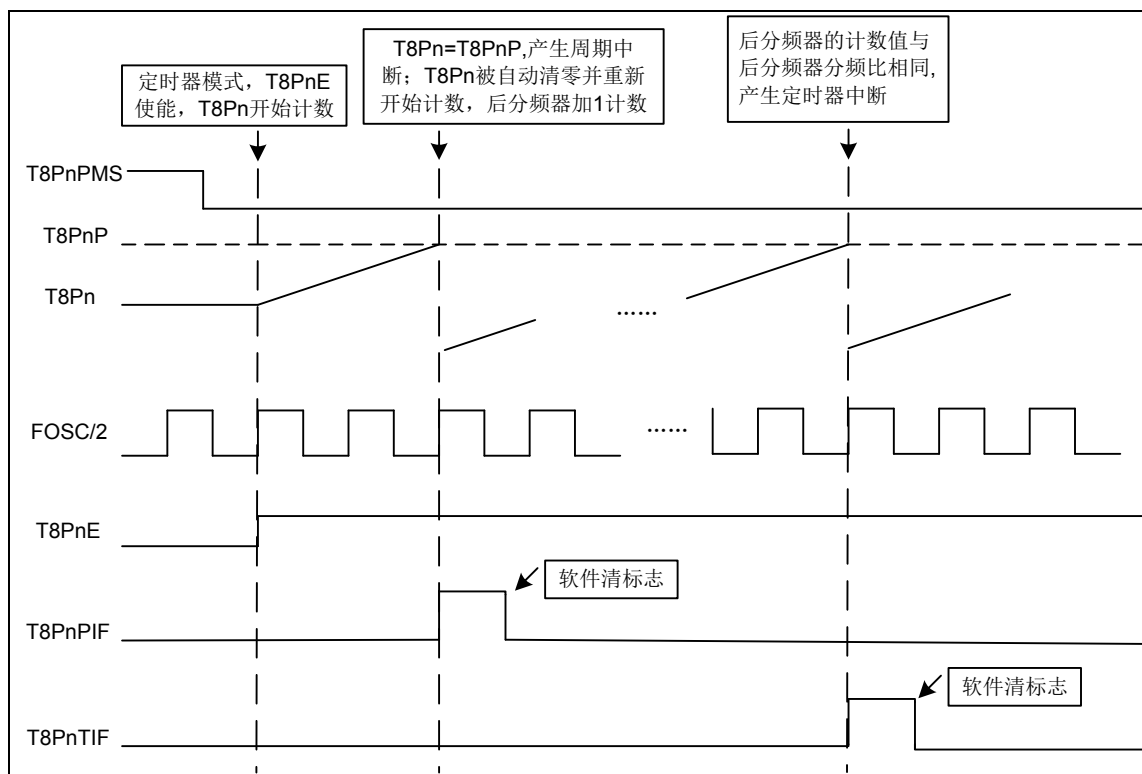 定时器模式，T8PnE
使能，T8Pn开始计数
T8Pn=T8PnP,产生周期中
断；T8Pn被自动清零并重新
开始计数，后分频器加1计数
后分频器的计数值与
后分频器分频比相同,
产生定时器中断
T8PnPMS
T8PnP
T8Pn
......
FOSC/2
......
T8PnE
软件清标志
T8PnPIF
软件清标志
T8PnTIF